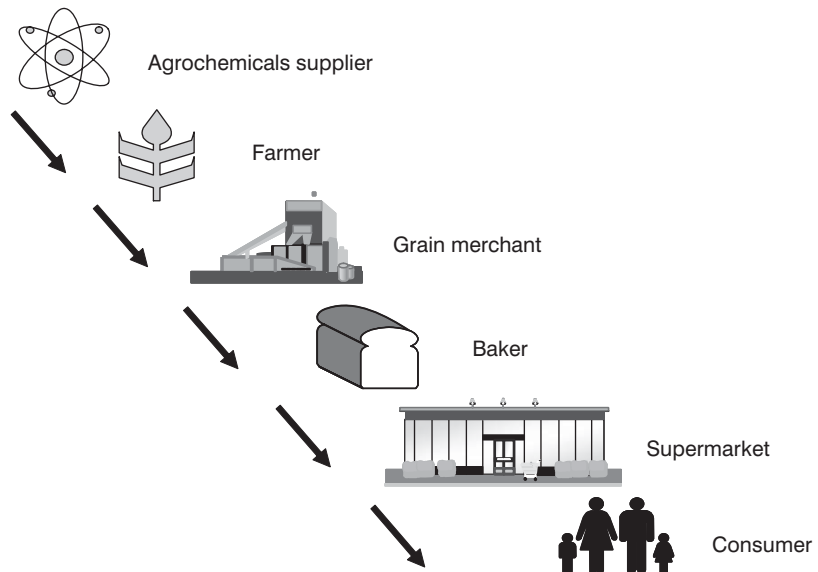 Agrochemicals supplier
Farmer
Grain merchant
Baker
Supermarket
Consumer